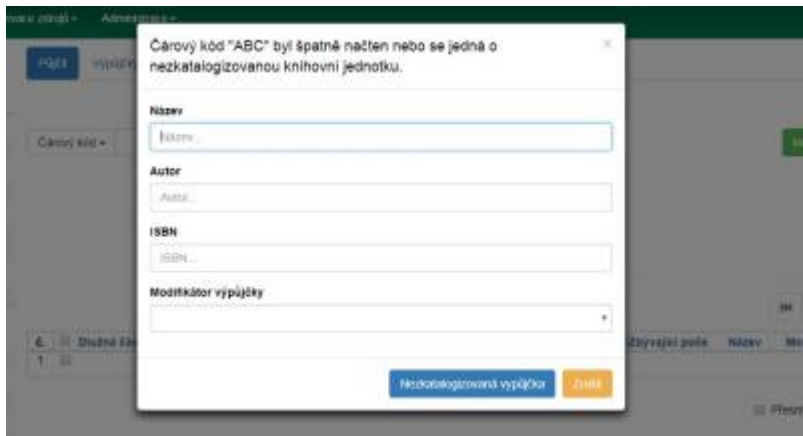 Půjčit
Čárový kód "ABC" byl špatně načten nebo se jedná o
nezkatalogizovanou knihovní jednotku.
×
Název
Název...
Čárový kód
Autor
Autor...
ISBN
ISBN...
Modifikátor výpůjčky
č.
Zbývající pole
Název
1
Nezkatalogizovaná výpůjčka
Zrušit